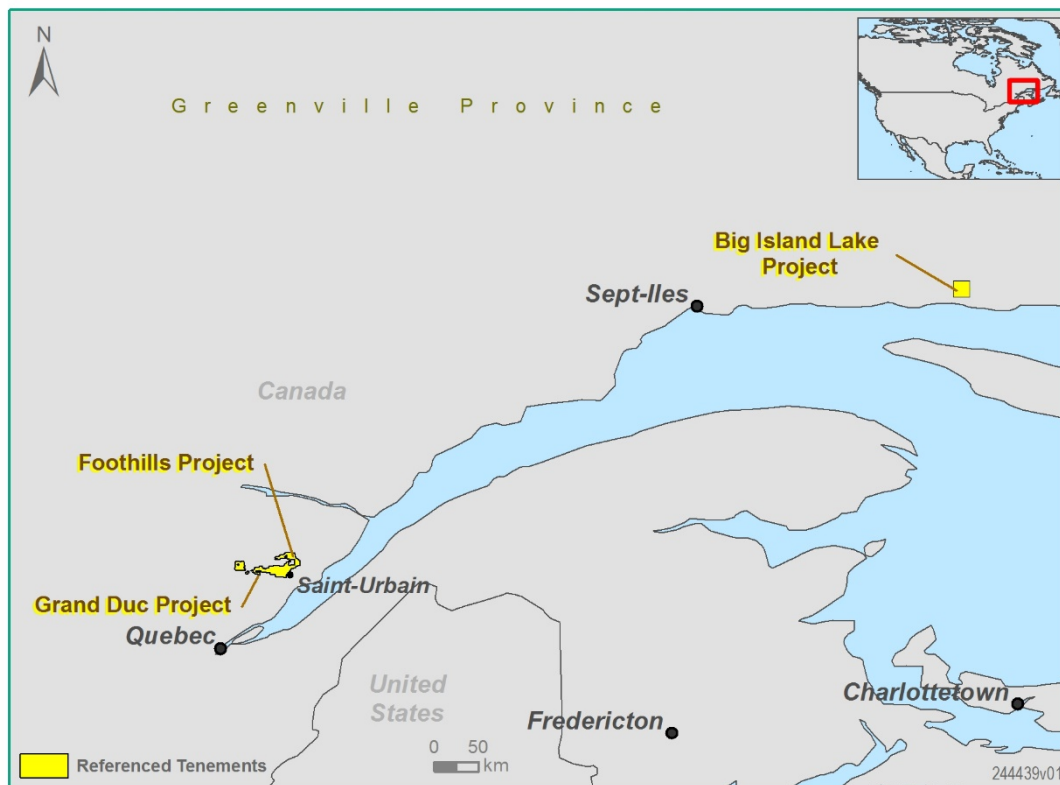 N
Greenville Province
Big Island Lake
Project
Sept-Iles
Canada
Foothills Project
Saint-Urbain
Grand Duc Project
Quebec
United
States
Charlottetown
Fredericton
0 50
km
Referenced Tenements
244439v01